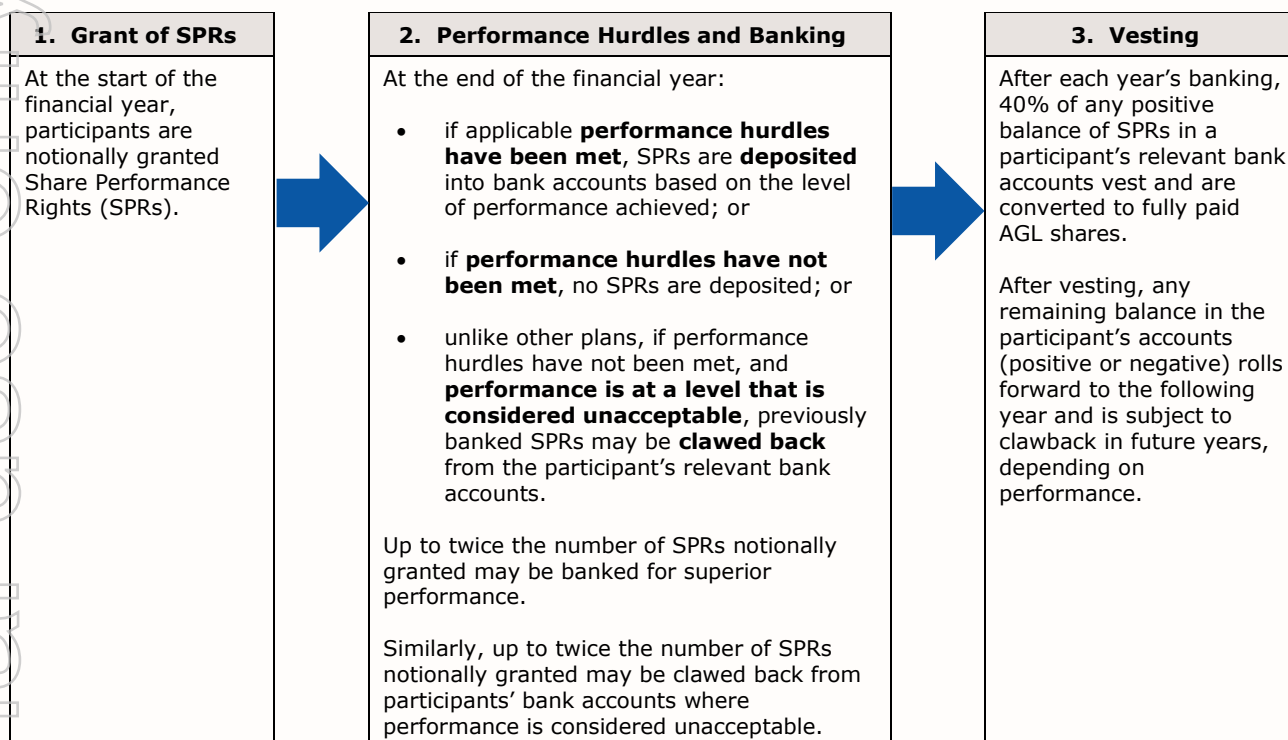 1. Grant of SPRs
At the start of the
financial year,
participants are
notionally granted
Share Performance
Rights (SPRs).
2. Performance Hurdles and Banking
At the end of the financial year:
• if applicable performance hurdles
have been met, SPRs are deposited
into bank accounts based on the level
of performance achieved; or
• if performance hurdles have not
been met, no SPRs are deposited; or
• unlike other plans, if performance
hurdles have not been met, and
performance is at a level that is
considered unacceptable, previously
banked SPRs may be clawed back
from the participant’s relevant bank
accounts.
Up to twice the number of SPRs notionally
granted may be banked for superior
performance.
Similarly, up to twice the number of SPRs
notionally granted may be clawed back from
participants’ bank accounts where
performance is considered unacceptable.
3. Vesting
After each year’s banking,
40% of any positive
balance of SPRs in a
participant’s relevant bank
accounts vest and are
converted to fully paid
AGL shares.
After vesting, any
remaining balance in the
participant’s accounts
(positive or negative) rolls
forward to the following
year and is subject to
clawback in future years,
depending on
performance.